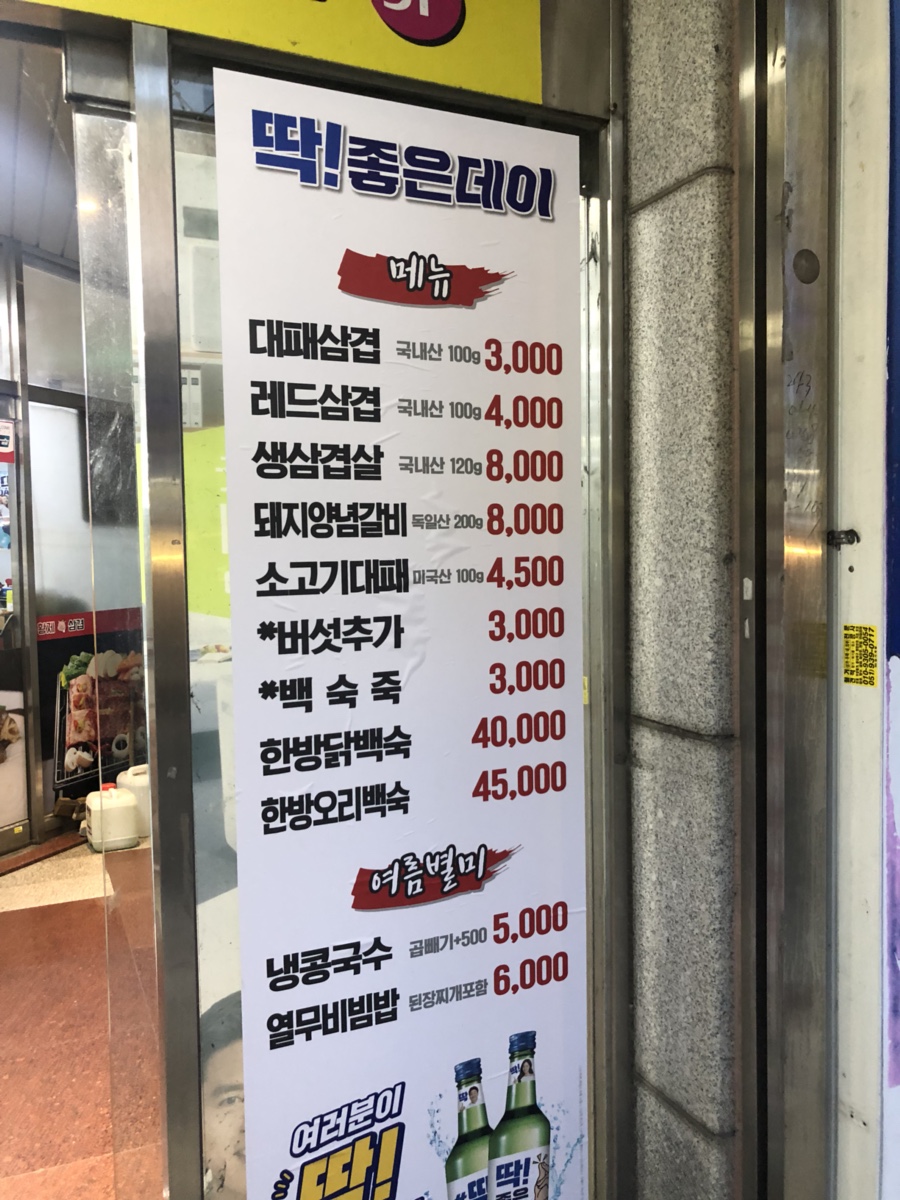 딱!좋은데이
메뉴
대패삼겹 국내산 100g 3,000
레드삼겹 국내산 100g 4,000
생삼겹살 국내산 120g 8,000
돼지양념갈비 독일산 200g 8,000
소고기대패 미국산 100g 4,500
*버섯추가 3,000
*백 숙 죽 3,000
한방닭백숙 40,000
한방오리백숙 45,000
여름별미
냉콩국수 곱빼기+500 5,000
열무비빔밥 된장찌개포함 6,000
여러분이
딱!
딱!